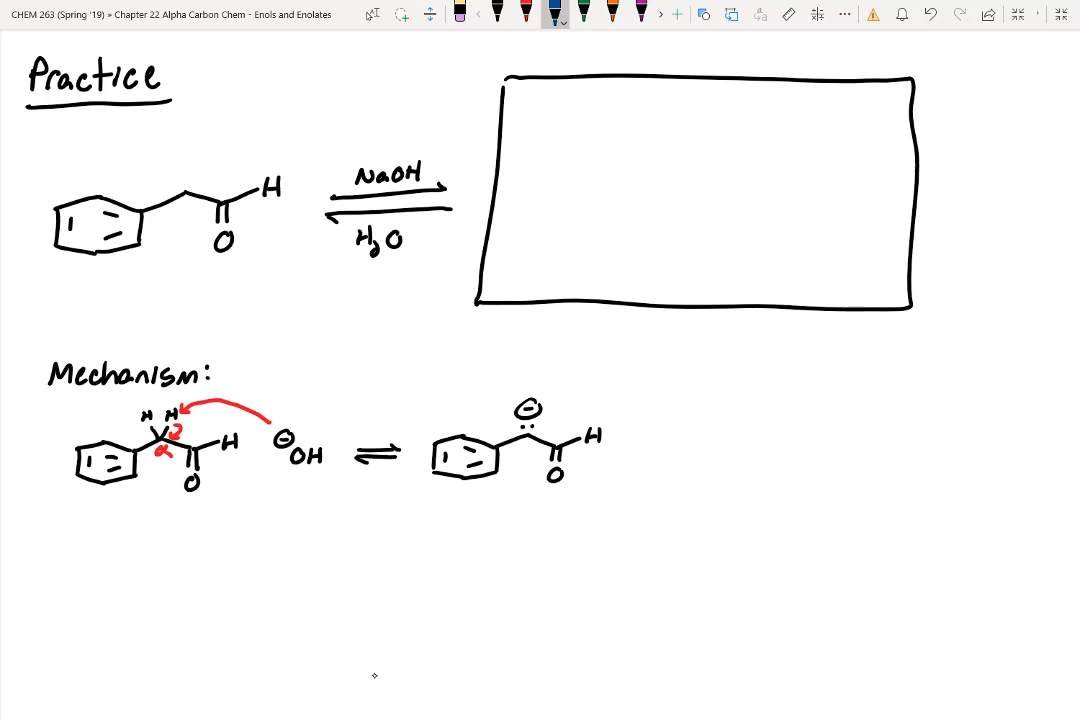 CHEM 263 (Spring '19) » Chapter 22 Alpha Carbon Chem - Enols and Enolates
Practice
H
O
NaOH
H₂O
Mechanism:
H H
α
H
O
⊖
OH
⊖
··
H
O